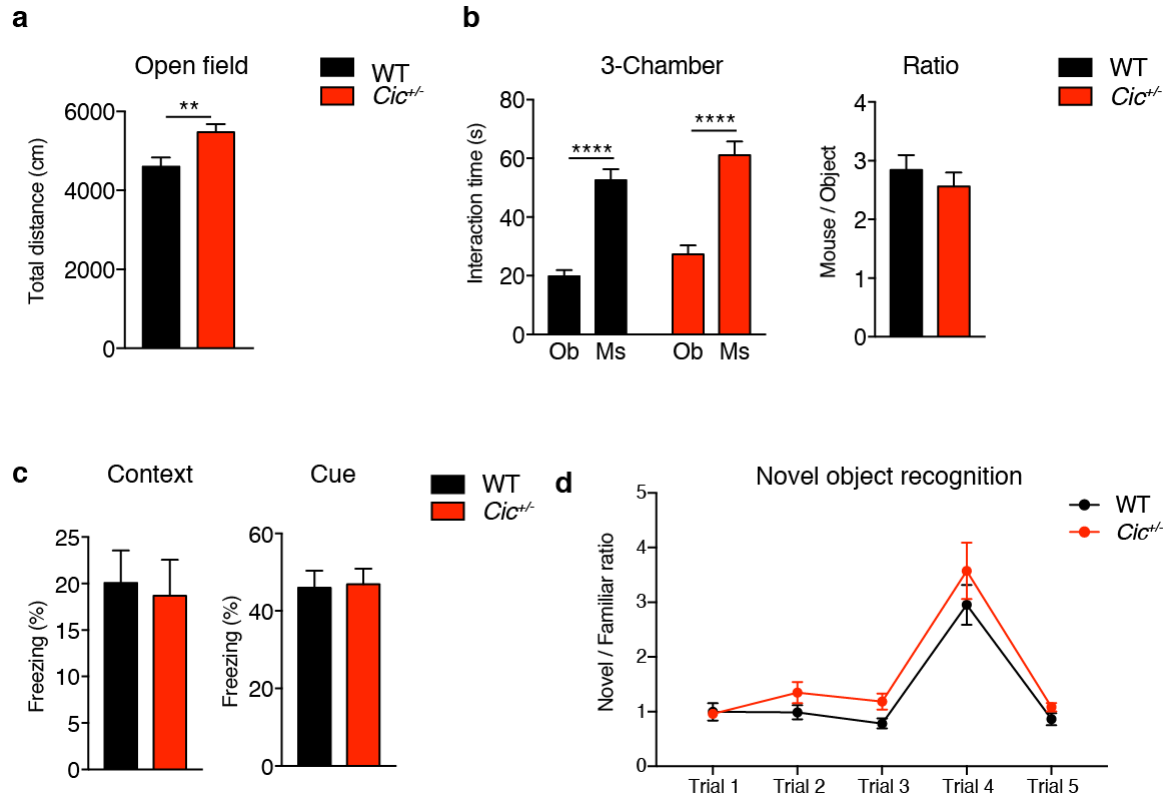 a
Open field
WT
Cic+/-
Total distance (cm)
6000
4000
2000
0
**
b
3-Chamber
Interaction time (s)
80
60
40
20
0
****
****
Ob Ms Ob Ms
Ratio
WT
Cic+/-
Mouse / Object
4
3
2
1
0
c
Context
Freezing (%)
25
20
15
10
5
0
Cue
WT
Cic+/-
Freezing (%)
60
40
20
0
d
Novel object recognition
WT
Cic+/-
Novel / Familiar ratio
5
4
3
2
1
0
Trial 1 Trial 2 Trial 3 Trial 4 Trial 5